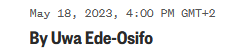 May 18, 2023, 4:00 PM GMT+2
By Uwa Ede-Osifo